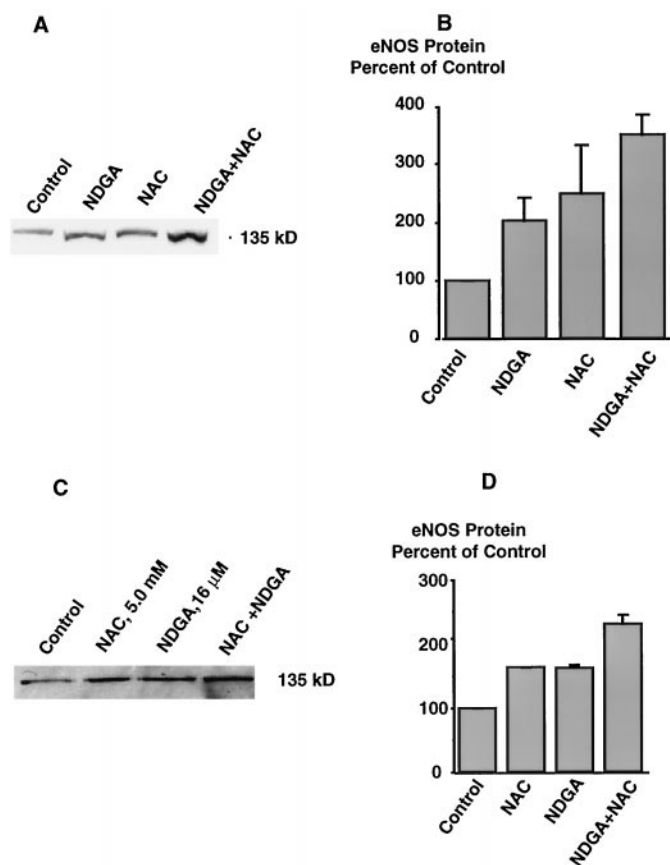 A
Control
NDGA
NAC
NDGA+NAC
· 135 kD
B
eNOS Protein
Percent of Control
400
300
200
100
0
Control
NDGA
NAC
NDGA+NAC
C
Control
NAC, 5.0 mM
NDGA, 16 µM
NAC +NDGA
135 kD
D
eNOS Protein
Percent of Control
300
200
100
0
Control
NAC
NDGA
NDGA+NAC